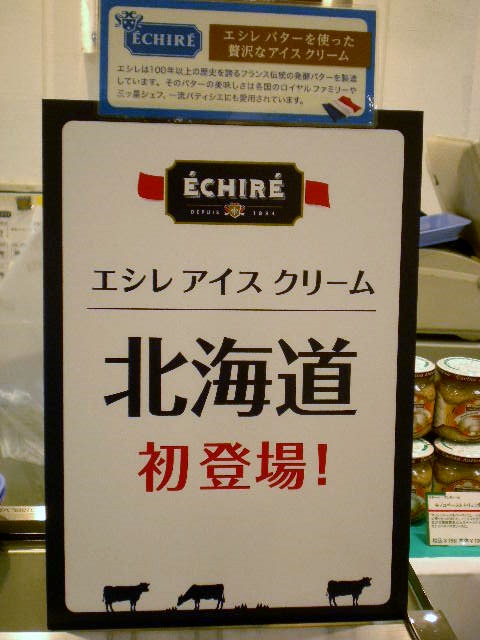 ÉCHIRÉ
エシレ バターを使った
贅沢なアイス クリーム
エシレは100年以上の歴史を誇るフランス伝統の発酵バターを製造
しています。そのバターの美味しさは各国のロイヤルファミリーや
三ッ星シェフ、一流パティシエにも愛用されています。
ÉCHIRÉ
DEPUIS 1894
エシレ アイス クリーム
北海道
初登場!